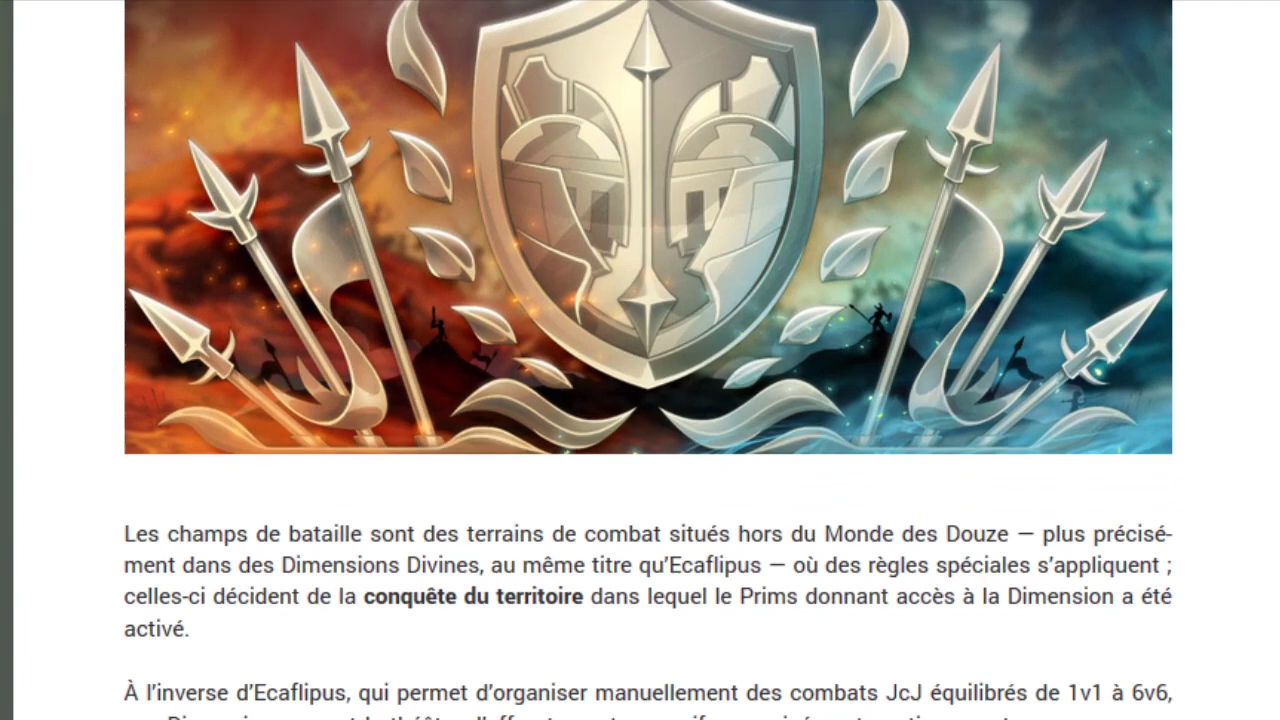 Les champs de bataille sont des terrains de combat situés hors du Monde des Douze — plus précisé-
ment dans des Dimensions Divines, au même titre qu'Ecaflipus — où des règles spéciales s'appliquent ;
celles-ci décident de la conquête du territoire dans lequel le Prims donnant accès à la Dimension a été
activé.
À l'inverse d'Ecaflipus, qui permet d'organiser manuellement des combats JcJ équilibrés de 1v1 à 6v6,